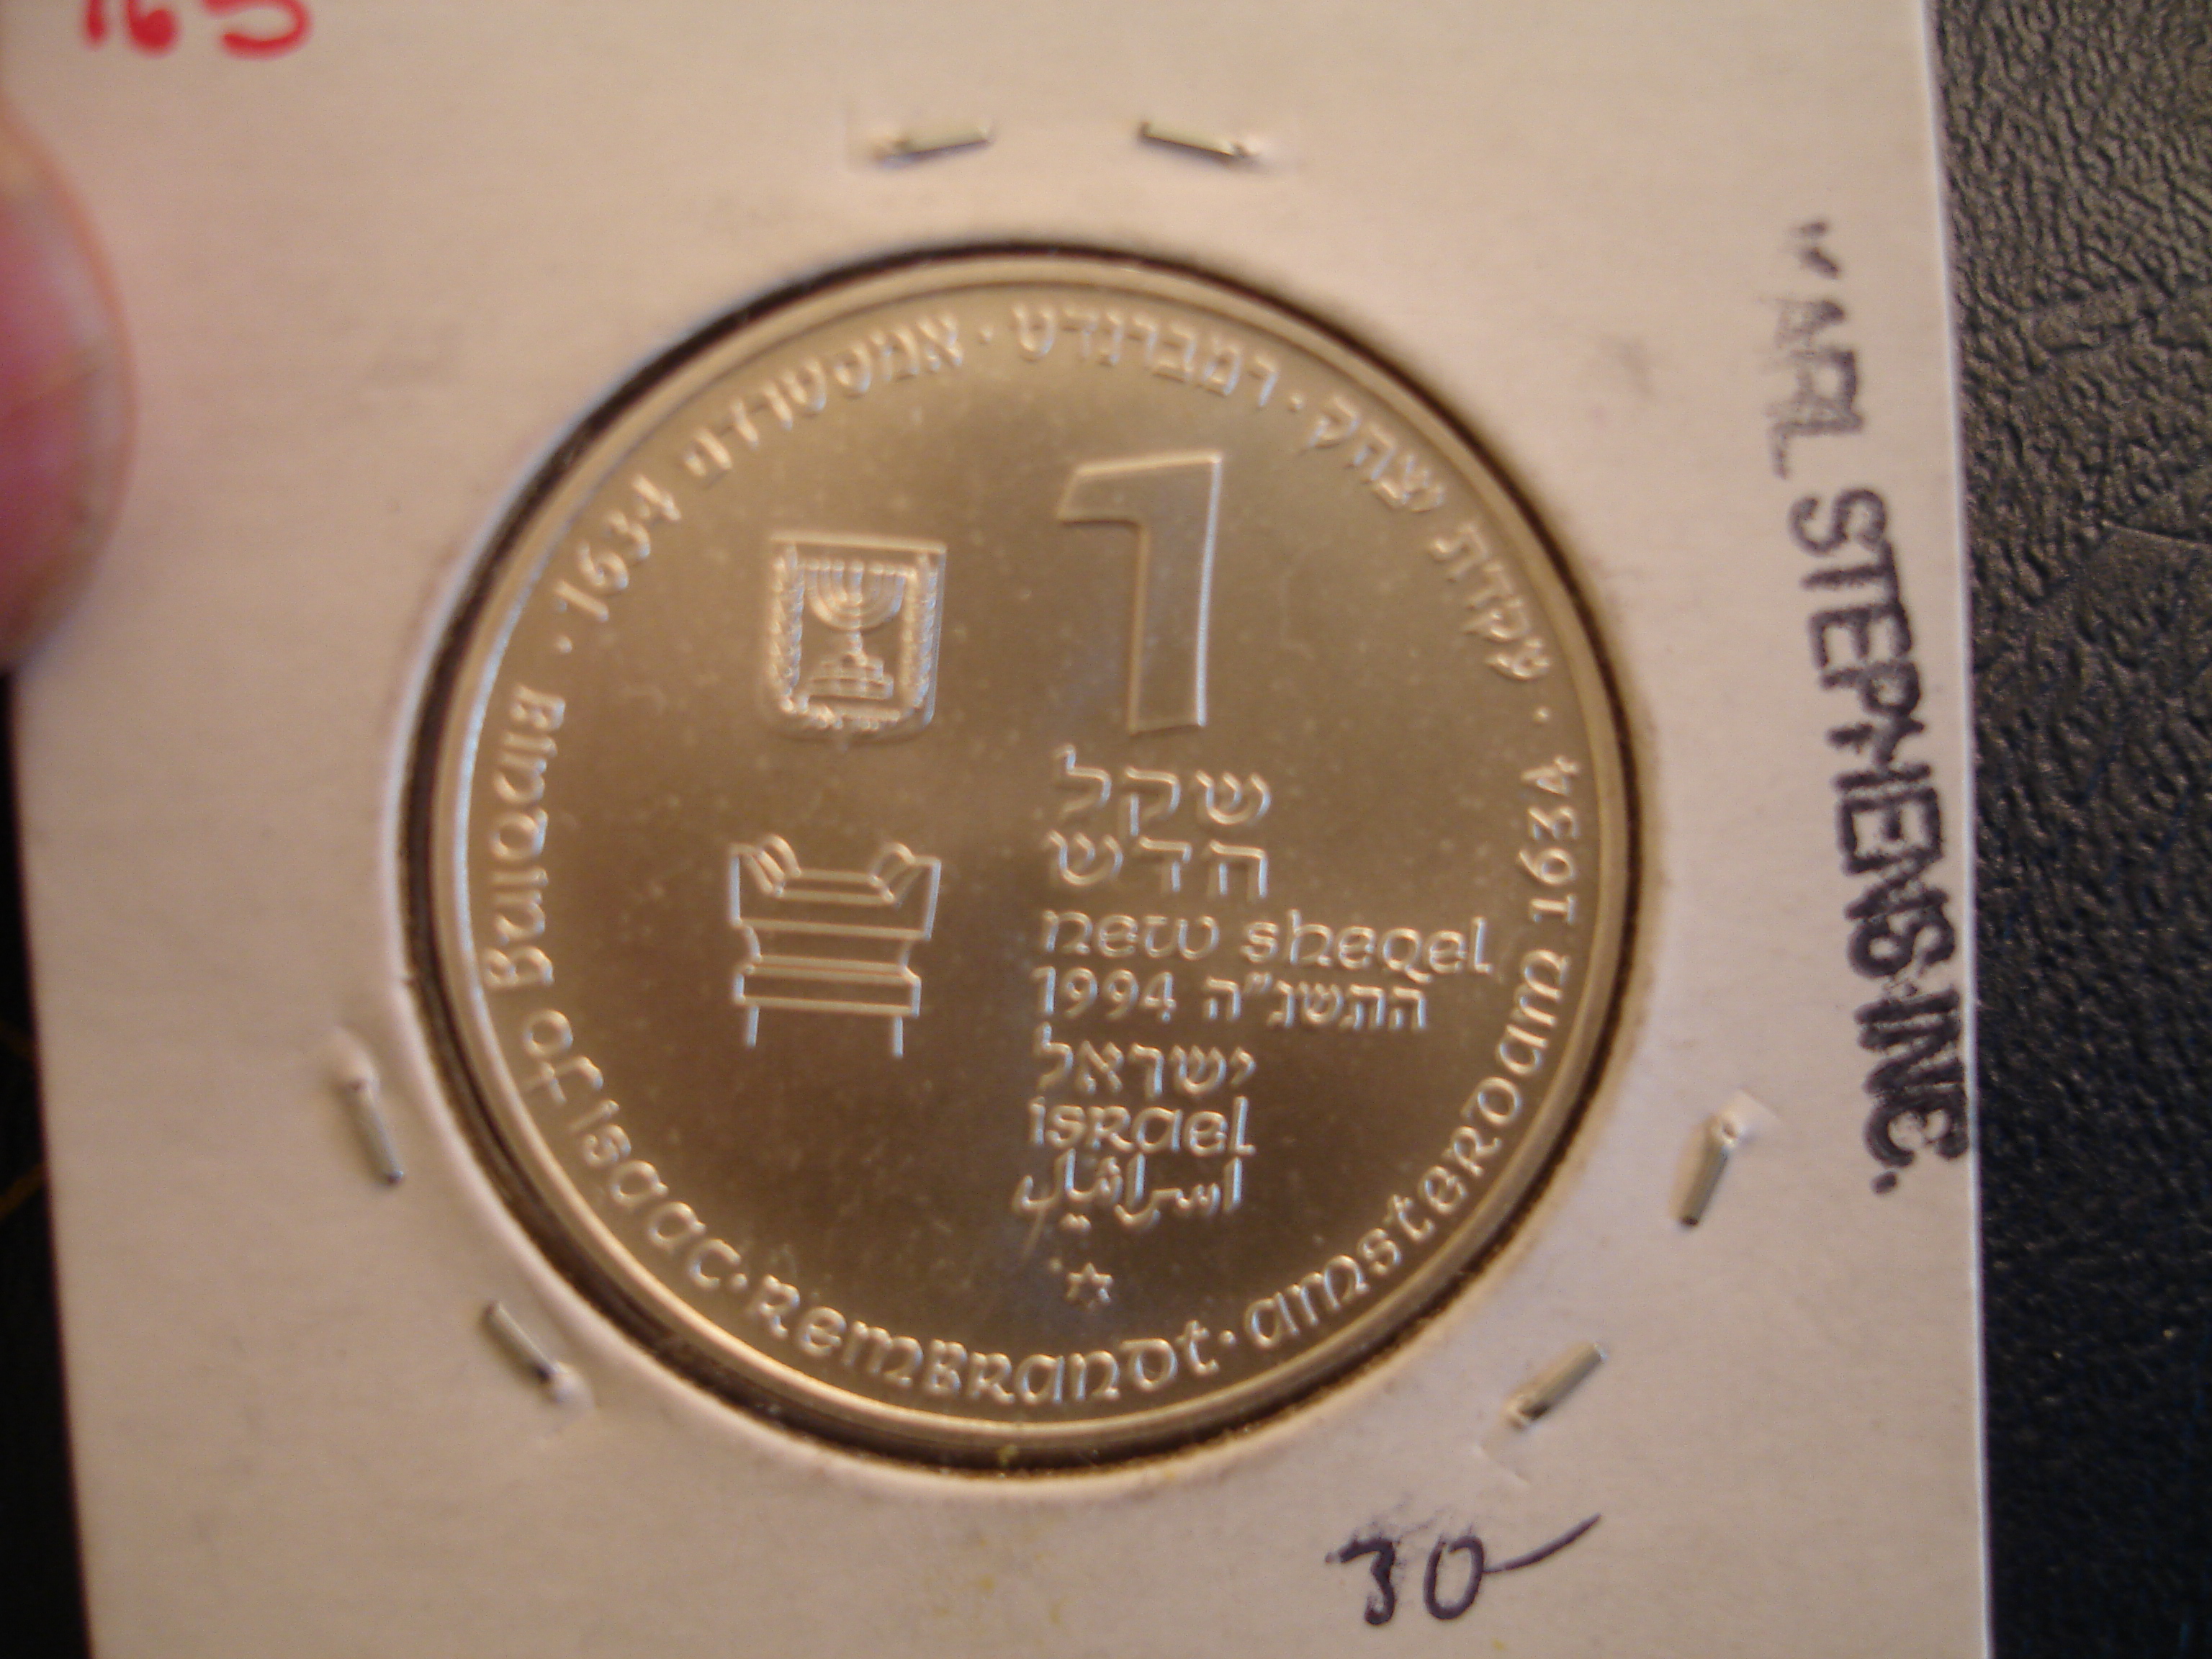 עקדת יצחק · רמברנדט · אמסטרדם 1634 · Binding of Isaac · Rembrandt · Amsterdam 1634 ·
1
שקל
חדש
new sheqel
1994 התשנ"ה
ישראל
israel
اسرائيل
ARL STEPHENS INC.
30